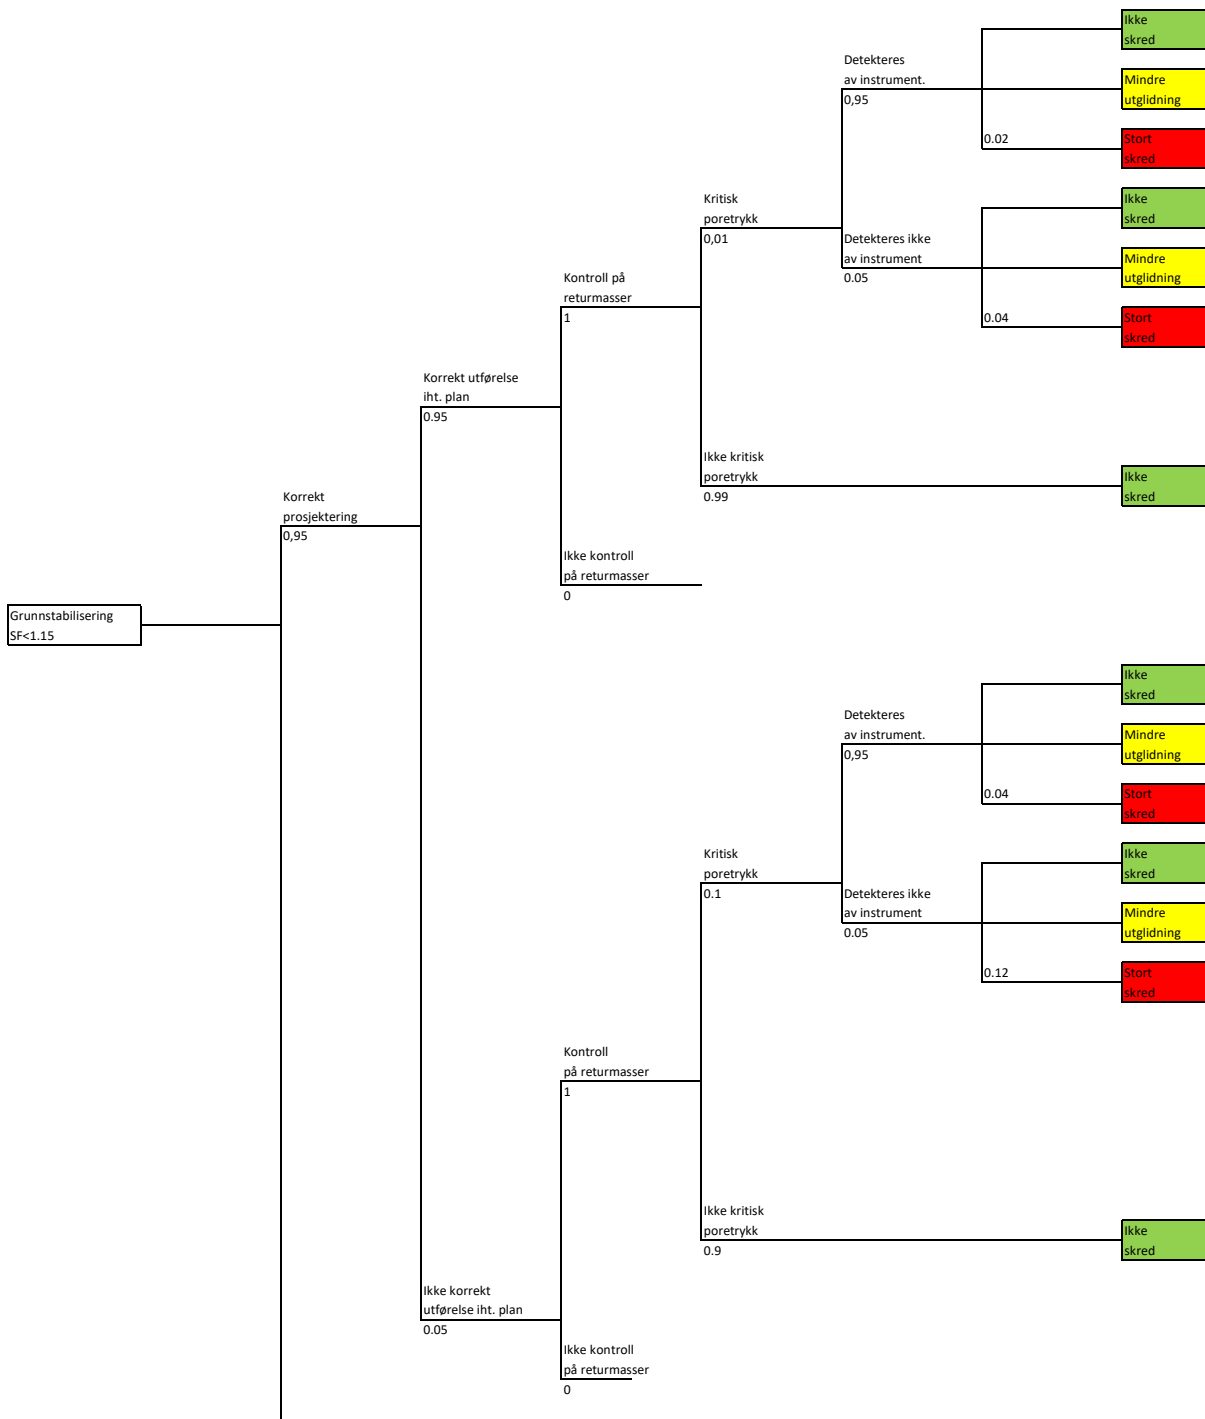 Ikke
skred
Detekteres
av instrument.
0,95
Mindre
utglidning
0.02
Stort
skred
Kritisk
poretrykk
0,01
Ikke
skred
Detekteres ikke
av instrument
0.05
Mindre
utglidning
Kontroll på
returmasser
1
0.04
Stort
skred
Korrekt utførelse
iht. plan
0.95
Ikke kritisk
poretrykk
0.99
Ikke
skred
Korrekt
prosjektering
0,95
Ikke kontroll
på returmasser
0
Grunnstabilisering
SF<1.15
Ikke
skred
Detekteres
av instrument.
0,95
Mindre
utglidning
0.04
Stort
skred
Kritisk
poretrykk
0.1
Ikke
skred
Detekteres ikke
av instrument
0.05
Mindre
utglidning
0.12
Stort
skred
Kontroll
på returmasser
1
Ikke kritisk
poretrykk
0.9
Ikke
skred
Ikke korrekt
utførelse iht. plan
0.05
Ikke kontroll
på returmasser
0